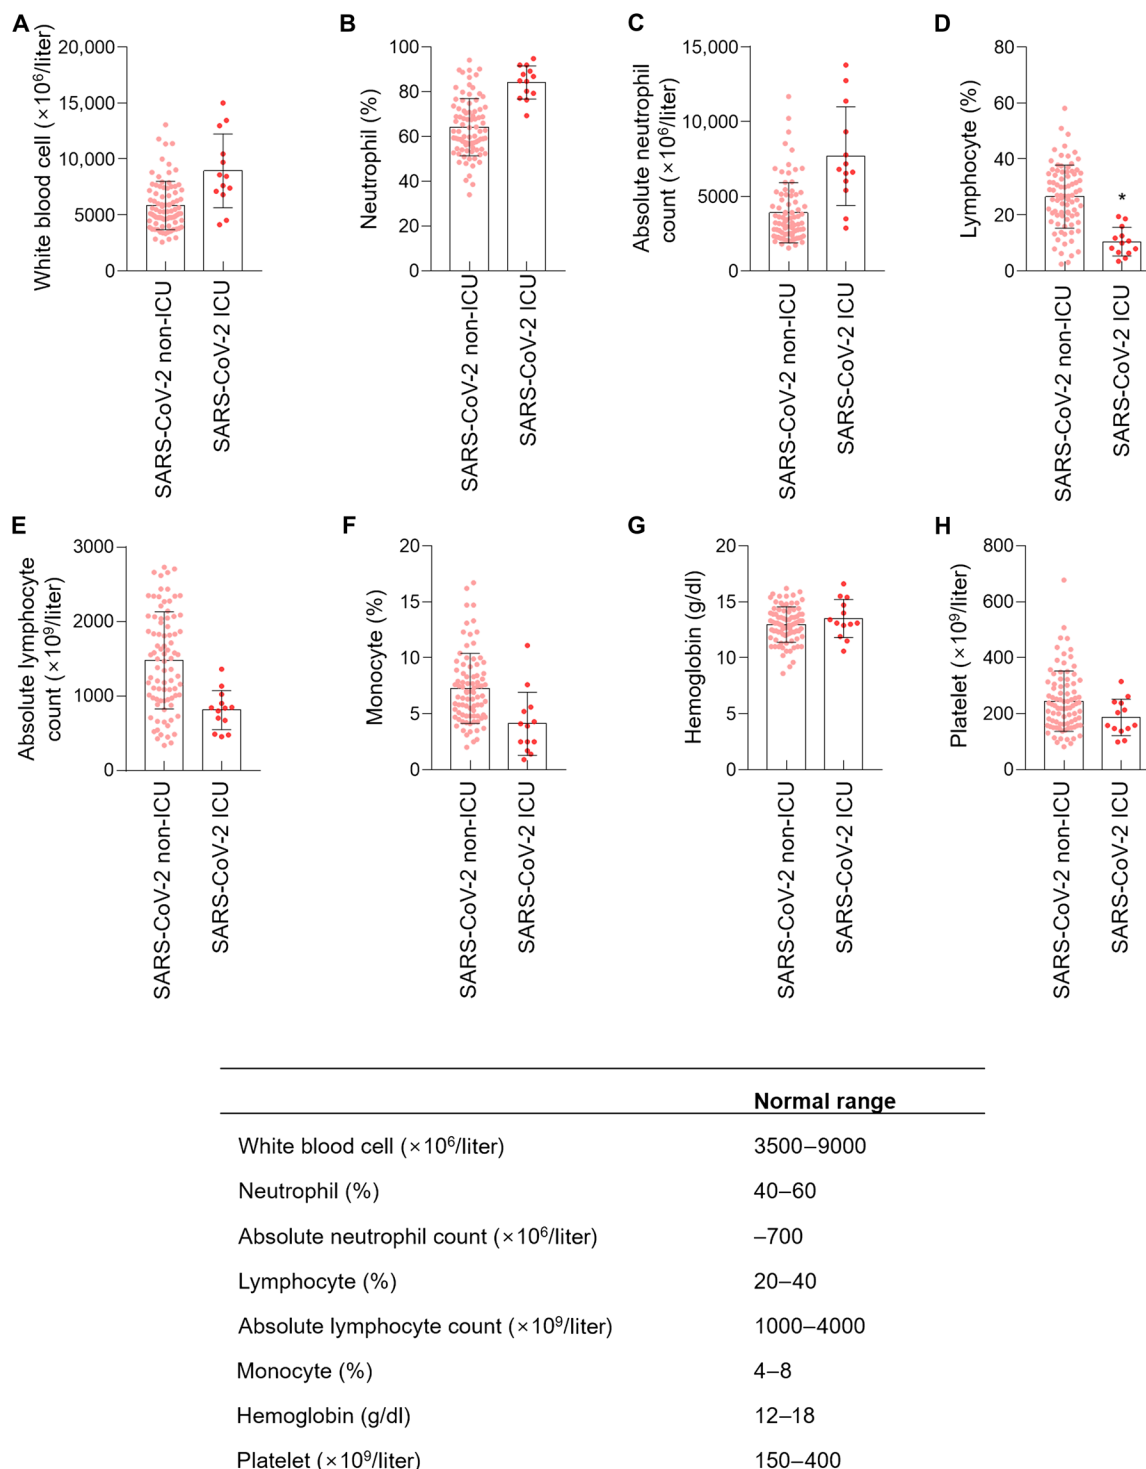 A
White blood cell (×10⁶/liter)
20,000
15,000
10,000
5000
0
SARS-CoV-2 non-ICU
SARS-CoV-2 ICU
B
Neutrophil (%)
100
80
60
40
20
0
SARS-CoV-2 non-ICU
SARS-CoV-2 ICU
C
Absolute neutrophil
count (×10⁶/liter)
15,000
10,000
5000
0
SARS-CoV-2 non-ICU
SARS-CoV-2 ICU
D
Lymphocyte (%)
80
60
40
20
0
*
SARS-CoV-2 non-ICU
SARS-CoV-2 ICU
E
Absolute lymphocyte
count (×10⁹/liter)
3000
2000
1000
0
SARS-CoV-2 non-ICU
SARS-CoV-2 ICU
F
Monocyte (%)
20
15
10
5
0
SARS-CoV-2 non-ICU
SARS-CoV-2 ICU
G
Hemoglobin (g/dl)
20
15
10
5
0
SARS-CoV-2 non-ICU
SARS-CoV-2 ICU
H
Platelet (×10⁹/liter)
800
600
400
200
0
SARS-CoV-2 non-ICU
SARS-CoV-2 ICU
Normal range
White blood cell (×10⁶/liter) 3500–9000
Neutrophil (%) 40–60
Absolute neutrophil count (×10⁶/liter) –700
Lymphocyte (%) 20–40
Absolute lymphocyte count (×10⁹/liter) 1000–4000
Monocyte (%) 4–8
Hemoglobin (g/dl) 12–18
Platelet (×10⁹/liter) 150–400